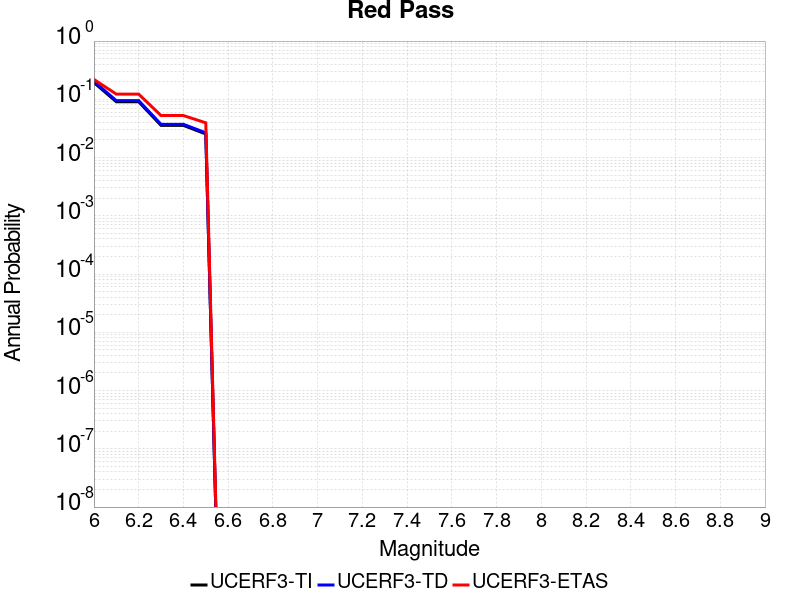 Red Pass
Annual Probability
10^0
10^-1
10^-2
10^-3
10^-4
10^-5
10^-6
10^-7
10^-8
6 6.2 6.4 6.6 6.8 7 7.2 7.4 7.6 7.8 8 8.2 8.4 8.6 8.8 9
Magnitude
UCERF3-TI UCERF3-TD UCERF3-ETAS